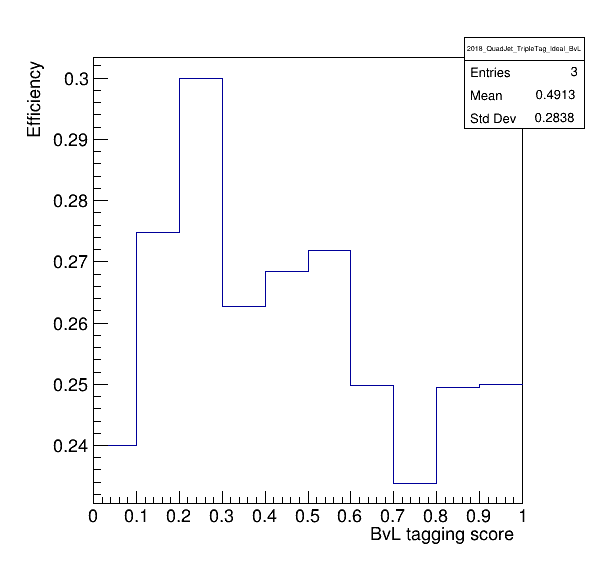 2018_QuadJet_TripleTag_Ideal_BvL
Entries 3
Mean 0.4913
Std Dev 0.2838
Efficiency
0.3
0.29
0.28
0.27
0.26
0.25
0.24
0 0.1 0.2 0.3 0.4 0.5 0.6 0.7 0.8 0.9 1
BvL tagging score